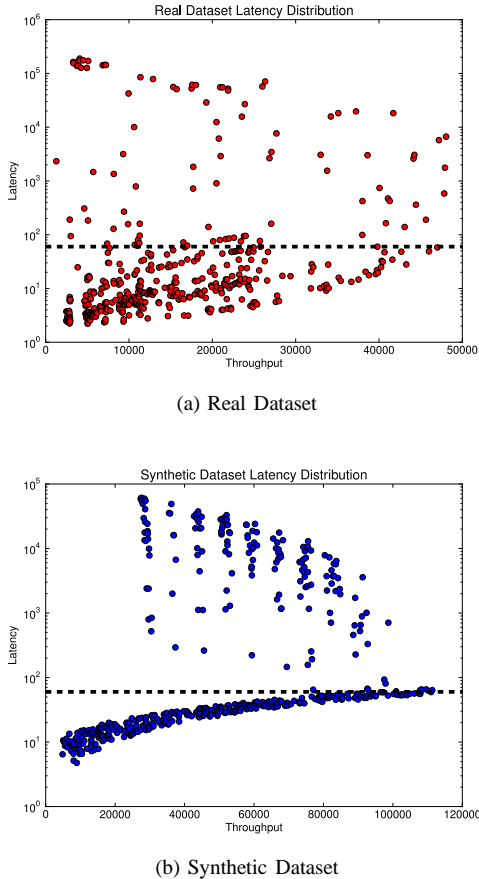 Real Dataset Latency Distribution
10^6
10^5
10^4
10^3
10^2
10^1
10^0
Latency
0 10000 20000 30000 40000 50000
Throughput
(a) Real Dataset
Synthetic Dataset Latency Distribution
10^5
10^4
10^3
10^2
10^1
10^0
Latency
0 20000 40000 60000 80000 100000 120000
Throughput
(b) Synthetic Dataset